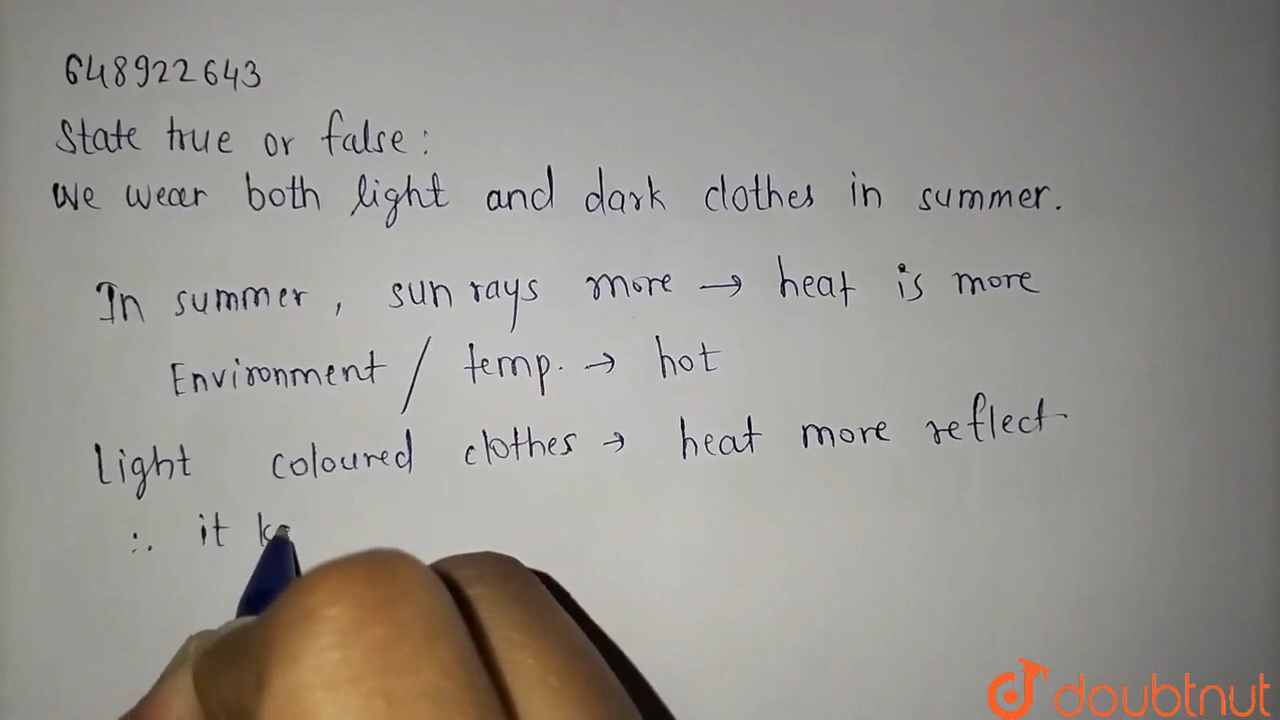 648922643
State true or false:
We wear both light and dark clothes in summer.
In summer, sun rays more → heat is more
Environment / temp. → hot
Light coloured clothes → heat more reflect
∴ it
doubtnut